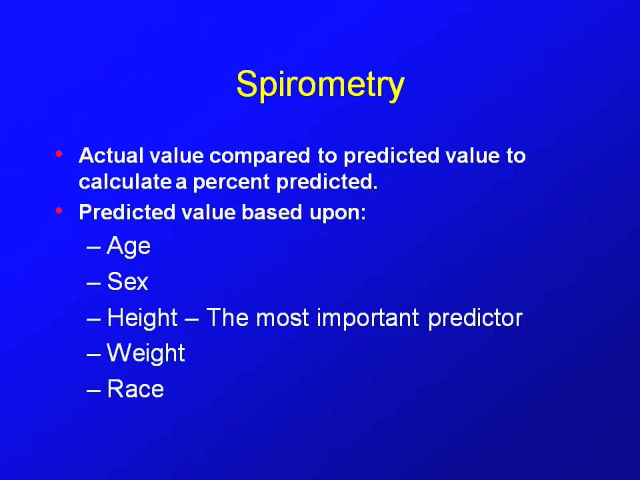 Spirometry
• Actual value compared to predicted value to
calculate a percent predicted.
• Predicted value based upon:
– Age
– Sex
– Height – The most important predictor
– Weight
– Race